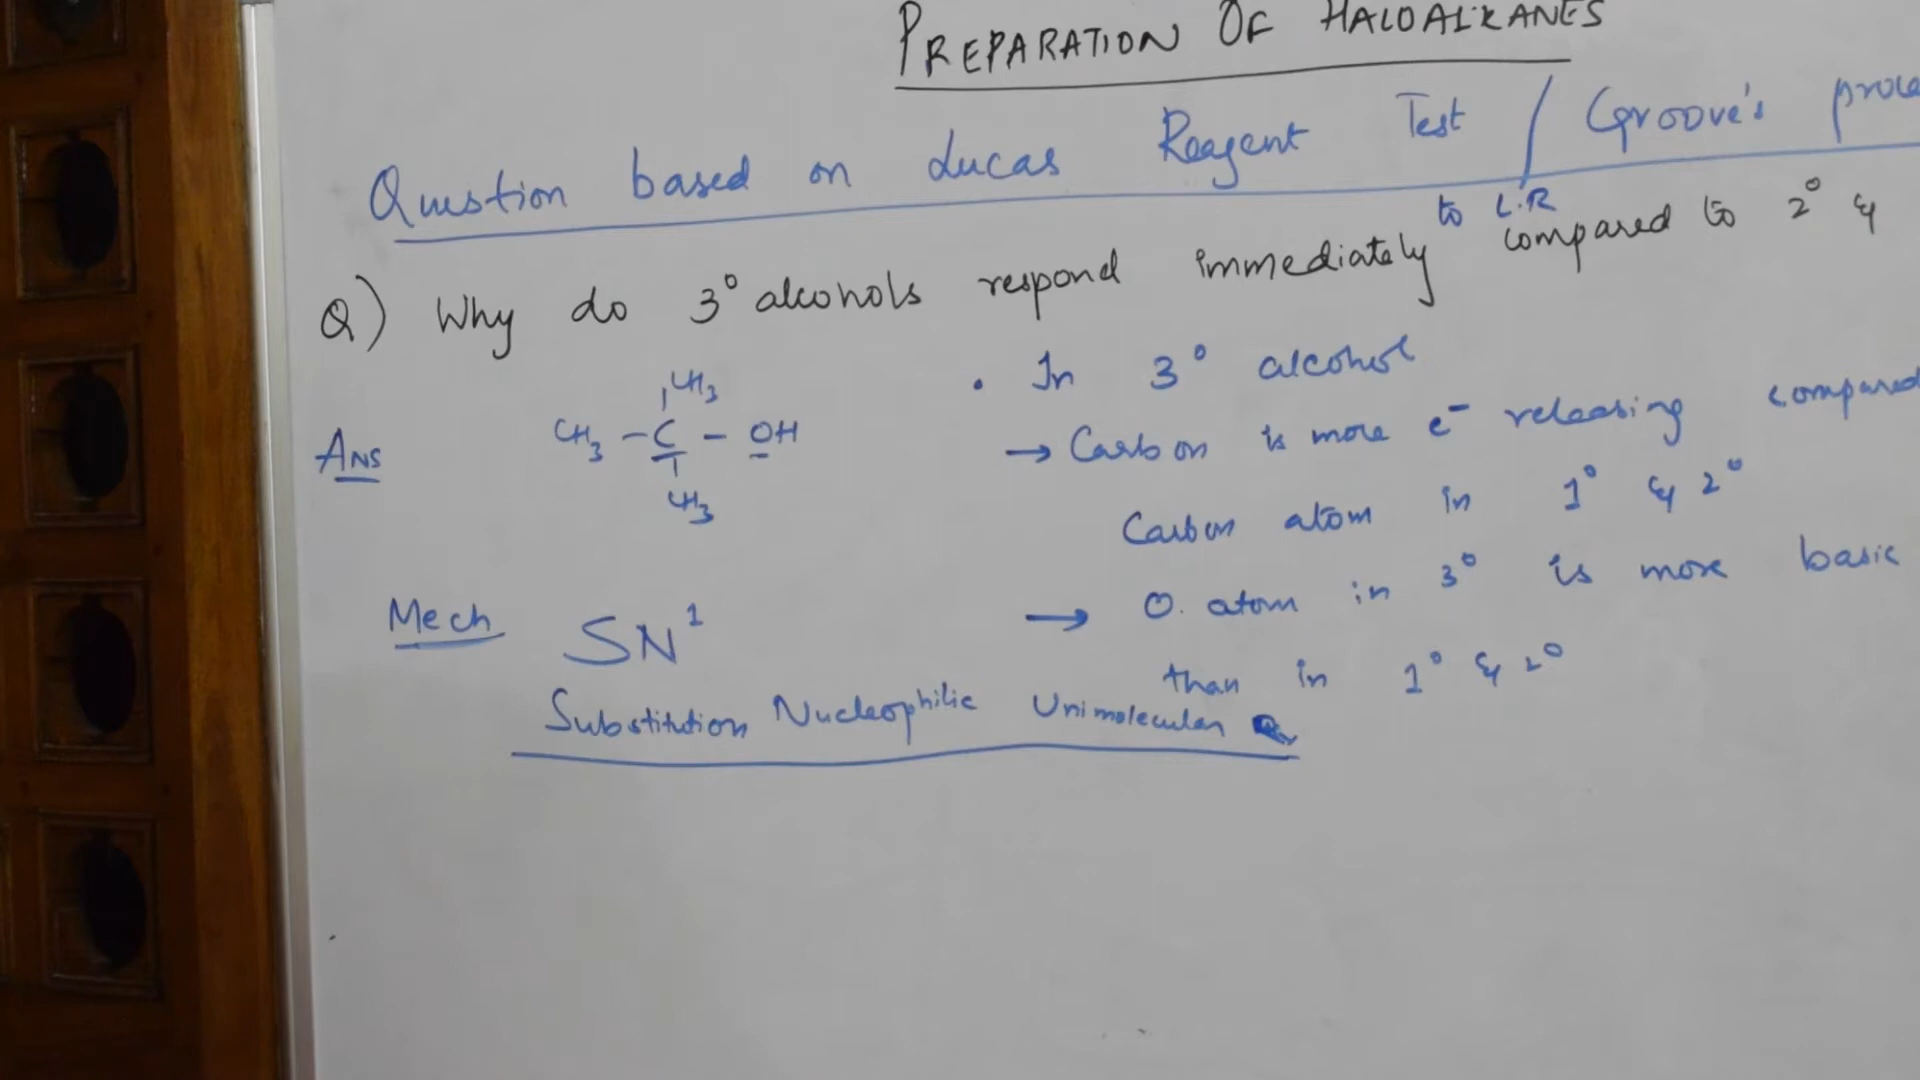 PREPARATION OF HALOALKANES
Question based on Lucas Reagent Test / Groove's
to L.R
Q) Why do 3° alcohols respond immediately compared to 2° &
Ans
CH3
CH3 - C - OH
CH3
• In 3° alcohol
→ Carbon is more e- releasing compared
Carbon atom in 1° & 2°
→ O. atom in 3° is more basic
than in 1° & 2°
Mech SN1
Substitution Nucleophilic Unimolecular